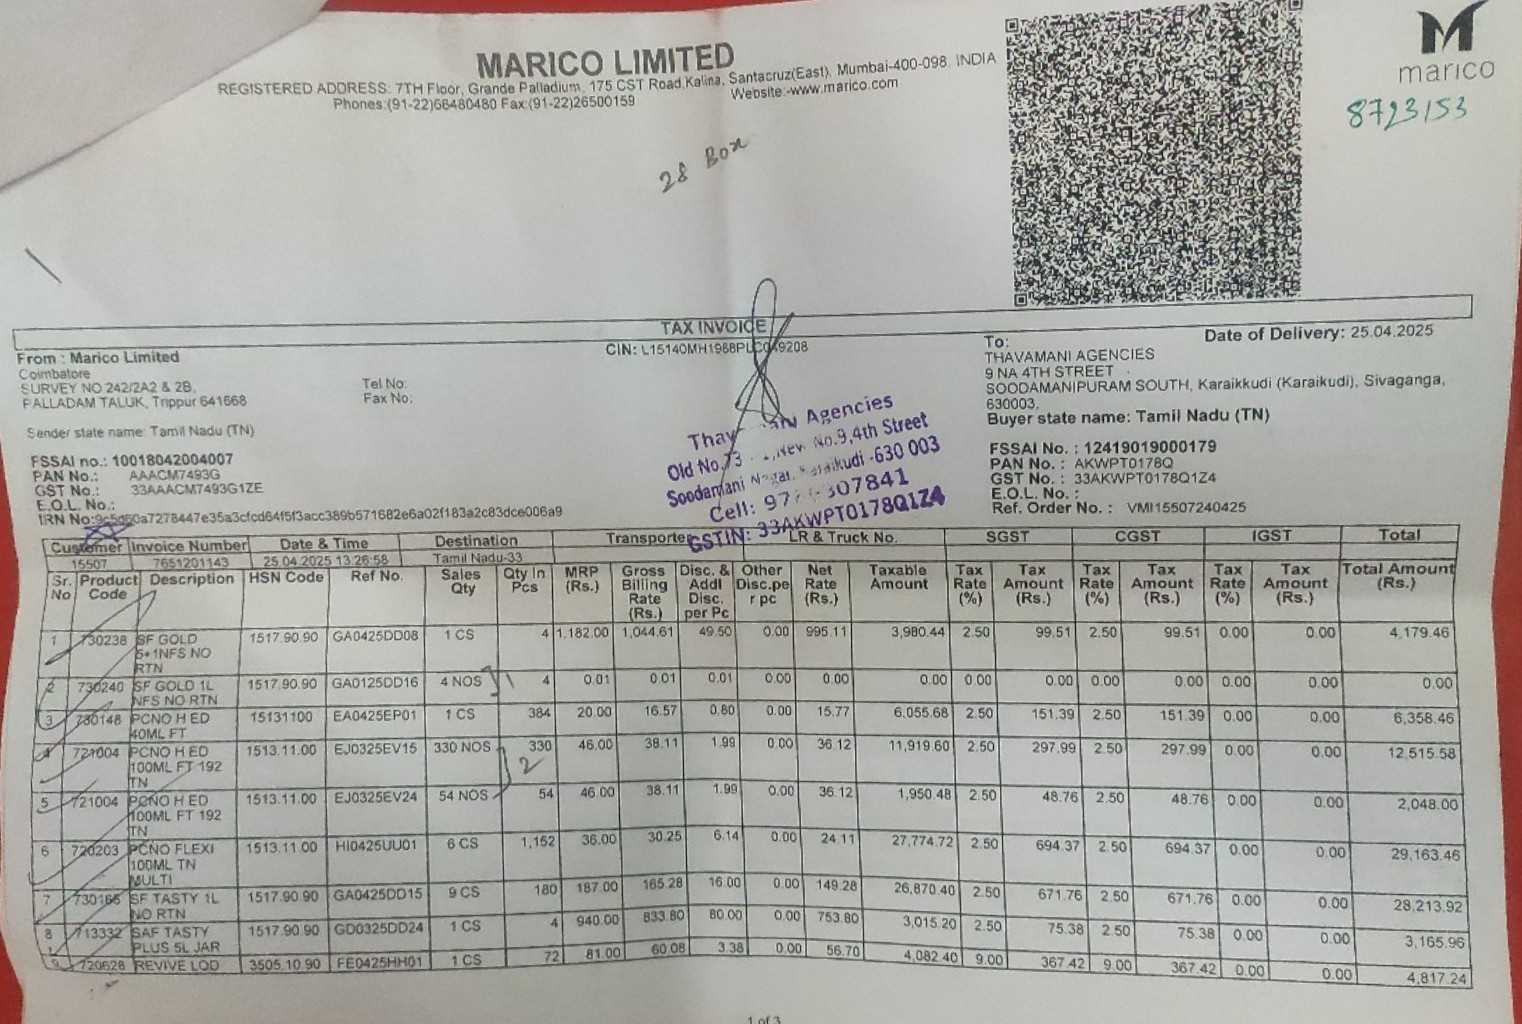 MARICO LIMITED
REGISTERED ADDRESS: 7TH Floor, Grande Palladium, 175 CST Road,Kalina, Santacruz(East), Mumbai-400-098. INDIA
Phones:(91-22)66480480 Fax:(91-22)26500159
Website:-www.marico.com
marico
8723153
28 Box
TAX INVOICE
CIN: L15140MH1988PLC049208
From : Marico Limited
Coimbatore
SURVEY NO 242/2A2 & 2B,
PALLADAM TALUK, Trippur 641668
Tel No:
Fax No:
Sender state name: Tamil Nadu (TN)
FSSAI no.: 10018042004007
PAN No.: AAACM7493G
GST No.: 33AAACM7493G1ZE
E.O.L. No.:
IRN No:9c5d60a7278447e35a3cfcd64f5f3acc389b571682e6a02f183a2c83dce006a9
To:
Date of Delivery: 25.04.2025
THAVAMANI AGENCIES
9 NA 4TH STREET
SOODAMANIPURAM SOUTH, Karaikkudi (Karaikudi), Sivaganga,
630003,
Buyer state name: Tamil Nadu (TN)
FSSAI No. : 12419019000179
PAN No. : AKWPT0178Q
GST No. : 33AKWPT0178Q1Z4
E.O.L. No. :
Ref. Order No. : VMI15507240425
Agencies
Old No.73 New No.9,4th Street
Soodamani Nagar, Karaikudi -630 003
Cell: 307841
GSTIN: 33AKWPT0178Q1Z4
Customer Invoice Number Date & Time Destination Transporter LR & Truck No. SGST CGST IGST Total
15507 7651201143 25.04.2025 13:26:58 Tamil Nadu-33
Sr. No Product Code Description HSN Code Ref No. Sales Qty Qty In Pcs MRP (Rs.) Gross Billing Rate (Rs.) Disc. & Addl Disc. per Pc Other Disc.pe r pc Net Rate (Rs.) Taxable Amount Tax Rate (%) Tax Amount (Rs.) Tax Rate (%) Tax Amount (Rs.) Tax Rate (%) Tax Amount (Rs.) Total Amount (Rs.)
1 730238 SF GOLD 1517.90.90 GA0425DD08 1 CS 4 1,182.00 1,044.61 49.50 0.00 995.11 3,980.44 2.50 99.51 2.50 99.51 0.00 0.00 4,179.46
5+1NFS NO
RTN
2 730240 SF GOLD 1L 1517.90.90 GA0125DD16 4 NOS 4 0.01 0.01 0.01 0.00 0.00 0.00 0.00 0.00 0.00 0.00 0.00 0.00 0.00
NFS NO RTN
3 730148 PCNO H ED 15131100 EA0425EP01 1 CS 384 20.00 16.57 0.80 0.00 15.77 6,055.68 2.50 151.39 2.50 151.39 0.00 0.00 6,358.46
40ML FT
4 721004 PCNO H ED 1513.11.00 EJ0325EV15 330 NOS 330 46.00 38.11 1.99 0.00 36.12 11,919.60 2.50 297.99 2.50 297.99 0.00 0.00 12,515.58
100ML FT 192
TN
2
5 721004 PCNO H ED 1513.11.00 EJ0325EV24 54 NOS 54 46.00 38.11 1.99 0.00 36.12 1,950.48 2.50 48.76 2.50 48.76 0.00 0.00 2,048.00
100ML FT 192
TN
6 720203 PCNO FLEXI 1513.11.00 HI0425UU01 6 CS 1,152 36.00 30.25 6.14 0.00 24.11 27,774.72 2.50 694.37 2.50 694.37 0.00 0.00 29,163.46
100ML TN
MULTI
7 730165 SF TASTY 1L 1517.90.90 GA0425DD15 9 CS 180 187.00 165.28 16.00 0.00 149.28 26,870.40 2.50 671.76 2.50 671.76 0.00 0.00 28,213.92
NO RTN
8 713332 SAF TASTY 1517.90.90 GD0325DD24 1 CS 4 940.00 833.80 80.00 0.00 753.80 3,015.20 2.50 75.38 2.50 75.38 0.00 0.00 3,165.96
PLUS 5L JAR
9 720628 REVIVE LQD 3505.10.90 FE0425HH01 1 CS 72 81.00 60.08 3.38 0.00 56.70 4,082.40 9.00 367.42 9.00 367.42 0.00 0.00 4,817.24
1 of 3